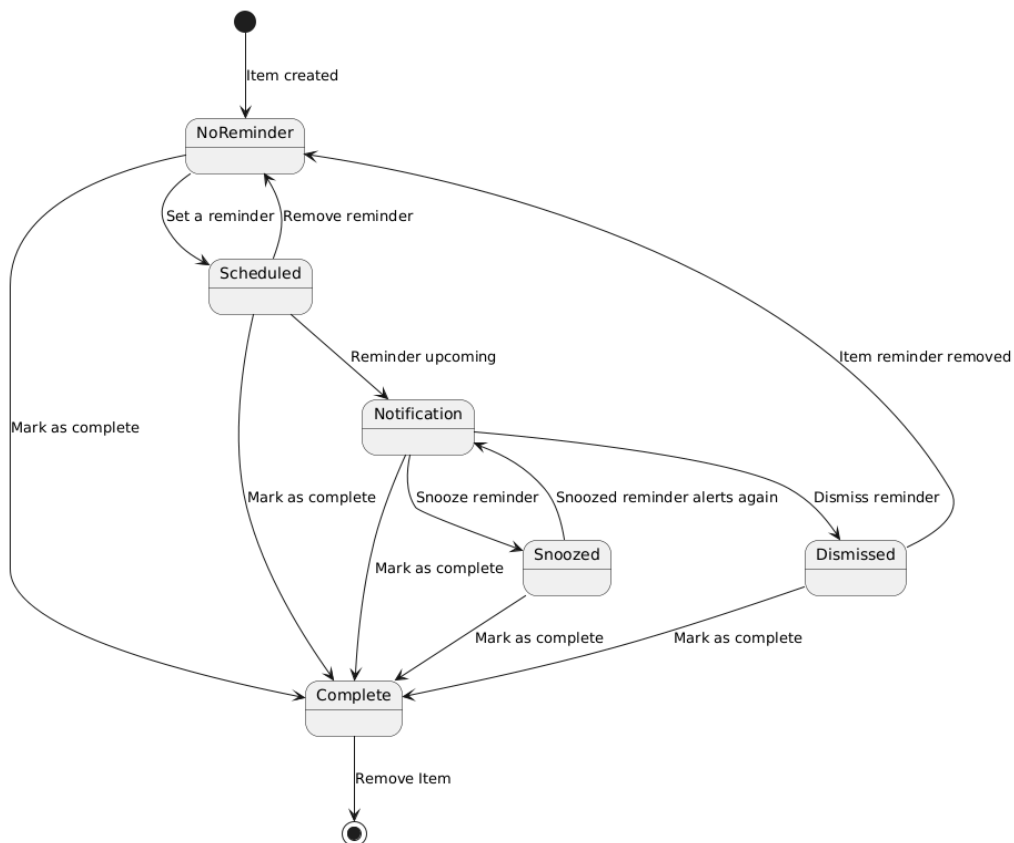 Item created
NoReminder
Set a reminder
Remove reminder
Scheduled
Reminder upcoming
Item reminder removed
Notification
Mark as complete
Mark as complete
Snooze reminder
Snoozed reminder alerts again
Dismiss reminder
Snoozed
Dismissed
Mark as complete
Mark as complete
Mark as complete
Complete
Remove Item